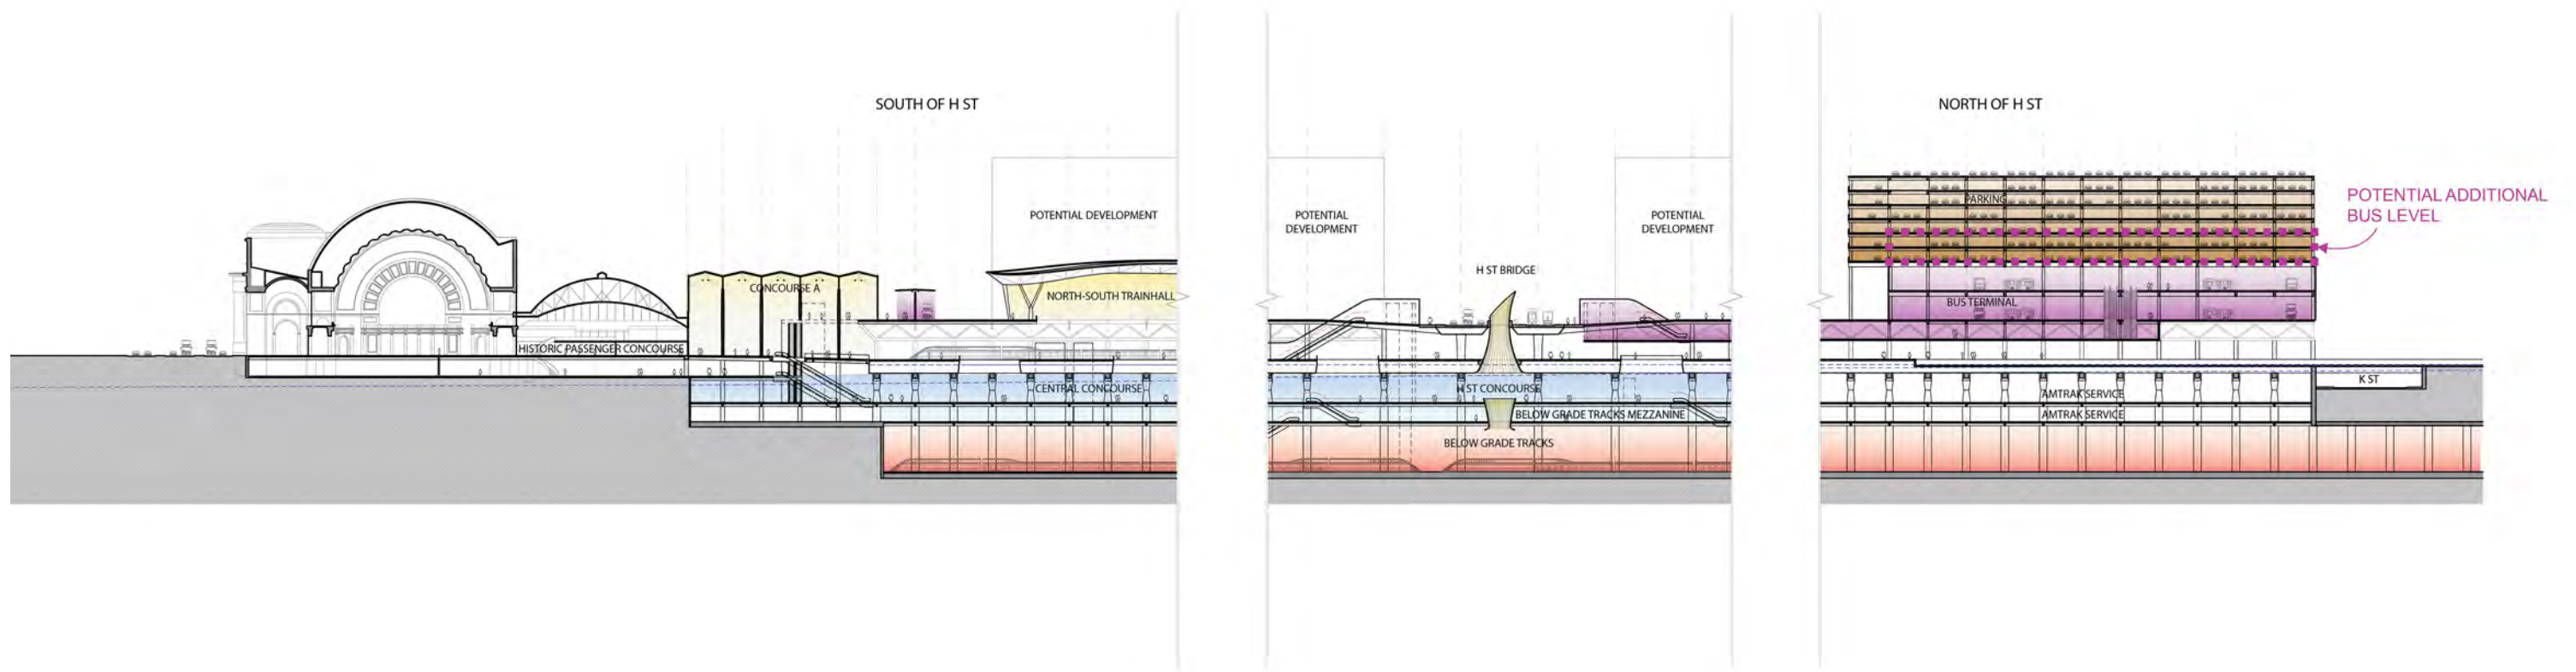 SOUTH OF H ST
NORTH OF H ST
POTENTIAL ADDITIONAL
BUS LEVEL
PARKING
POTENTIAL DEVELOPMENT
POTENTIAL
DEVELOPMENT
POTENTIAL
DEVELOPMENT
H ST BRIDGE
CONCOURSE A
NORTH-SOUTH TRAINHALL
BUS TERMINAL
HISTORIC PASSENGER CONCOURSE
CENTRAL CONCOURSE
H ST CONCOURSE
K ST
AMTRAK SERVICE
BELOW GRADE TRACKS MEZZANINE
AMTRAK SERVICE
BELOW GRADE TRACKS